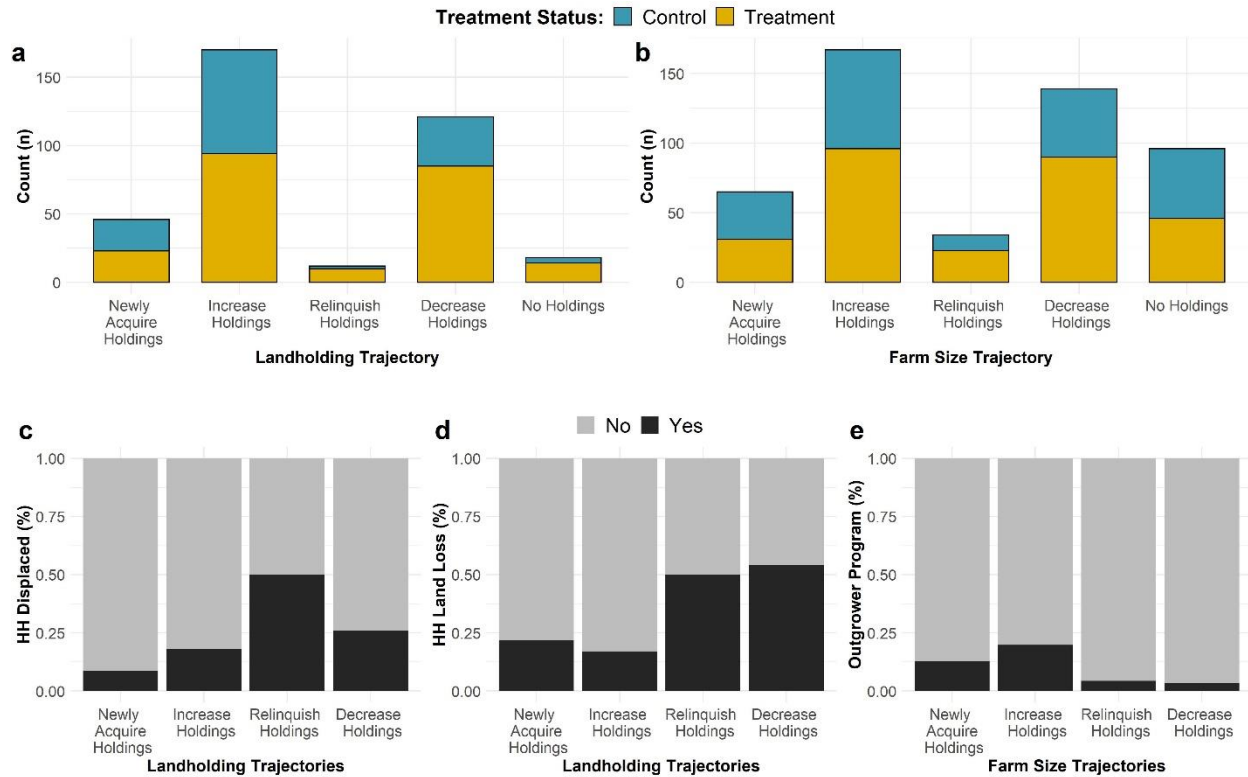 Treatment Status: Control Treatment
a
Count (n)
150
100
50
0
Newly Acquire Holdings
Increase Holdings
Relinquish Holdings
Decrease Holdings
No Holdings
Landholding Trajectory
b
Count (n)
150
100
50
0
Newly Acquire Holdings
Increase Holdings
Relinquish Holdings
Decrease Holdings
No Holdings
Farm Size Trajectory
No Yes
c
HH Displaced (%)
1.00
0.75
0.50
0.25
0.00
Newly Acquire Holdings
Increase Holdings
Relinquish Holdings
Decrease Holdings
Landholding Trajectories
d
HH Land Loss (%)
1.00
0.75
0.50
0.25
0.00
Newly Acquire Holdings
Increase Holdings
Relinquish Holdings
Decrease Holdings
Landholding Trajectories
e
Outgrower Program (%)
1.00
0.75
0.50
0.25
0.00
Newly Acquire Holdings
Increase Holdings
Relinquish Holdings
Decrease Holdings
Farm Size Trajectories